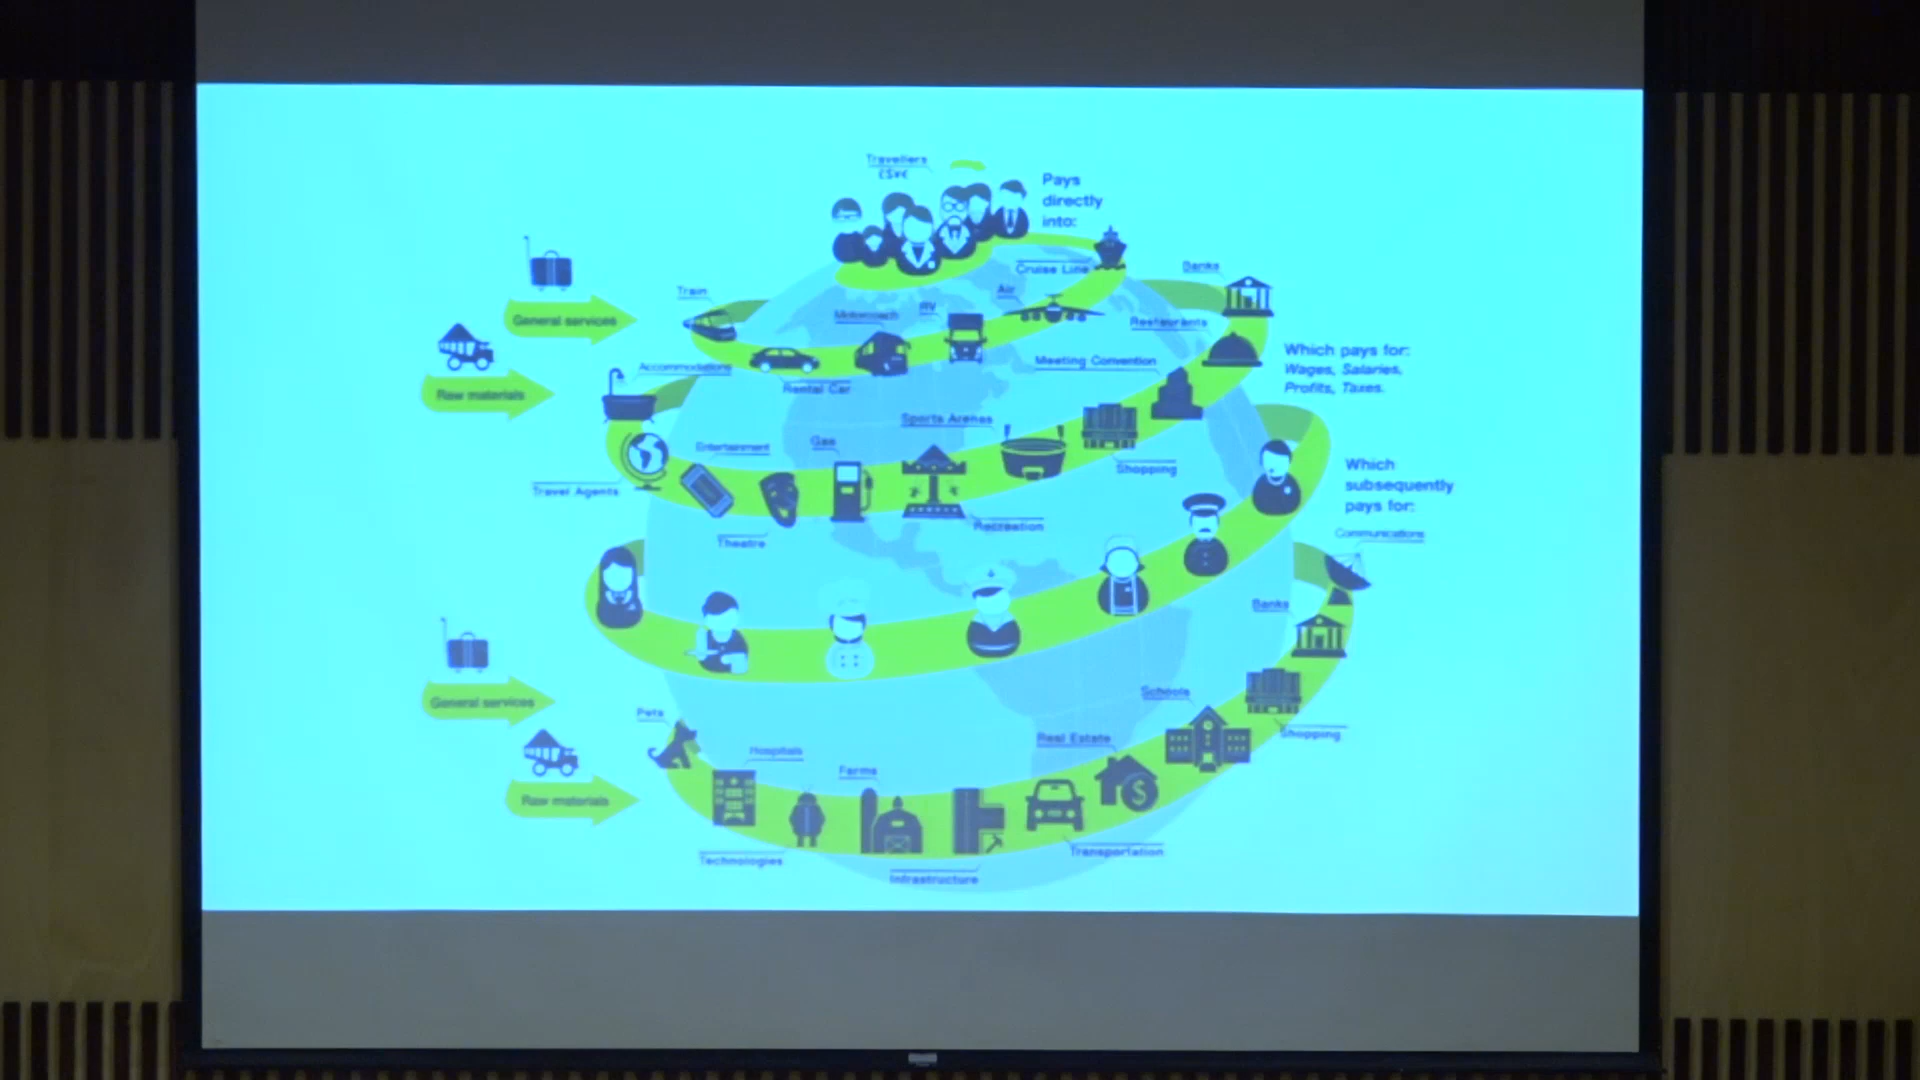 Travellers
£$¥€
Pays
directly
into:
Cruise Line
Banks
Train
Air
General services
Motorcoach
RV
Restaurants
Meeting Convention
Which pays for:
Wages, Salaries,
Profits, Taxes.
Accommodations
Rental Car
Raw materials
Sports Arenas
Entertainment
Gas
Shopping
Which
subsequently
pays for:
Travel Agents
Recreation
Theatre
Communications
Banks
General services
Schools
Pets
Shopping
Real Estate
Hospitals
Farms
Raw materials
Technologies
Transportation
Infrastructure